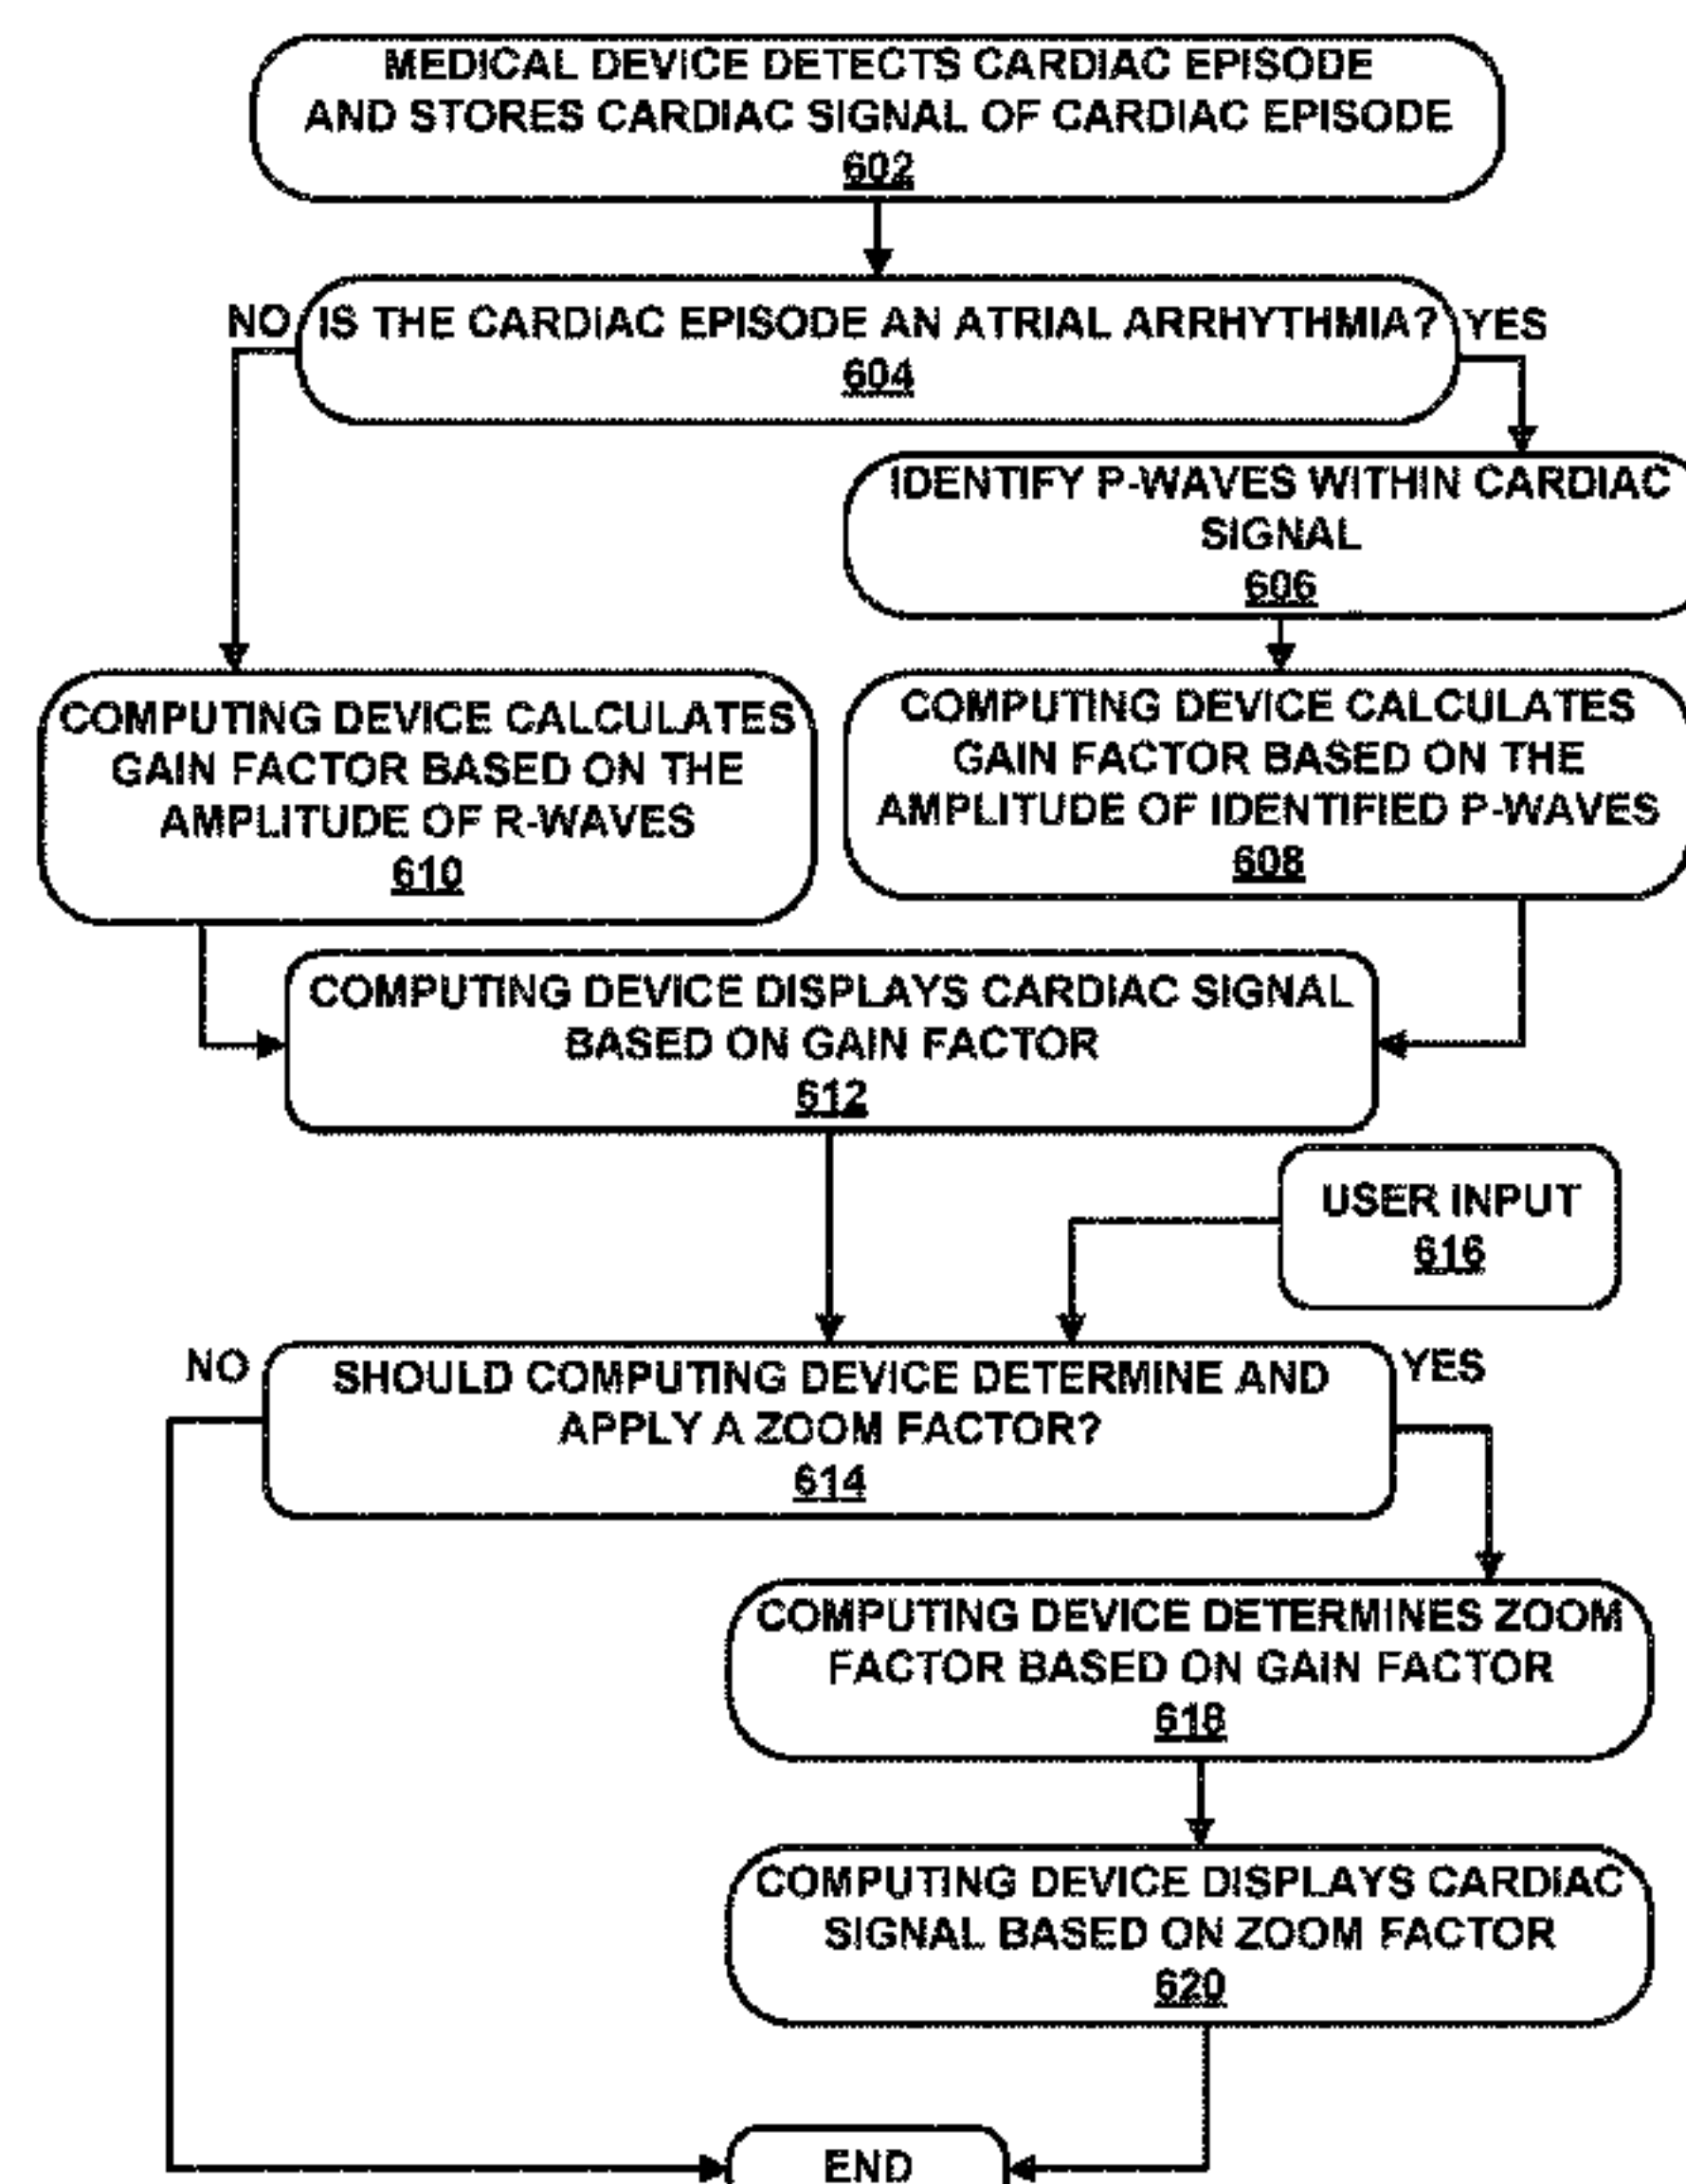 MEDICAL DEVICE DETECTS CARDIAC EPISODE
AND STORES CARDIAC SIGNAL OF CARDIAC EPISODE
602
NO
IS THE CARDIAC EPISODE AN ATRIAL ARRHYTHMIA?
YES
604
IDENTIFY P-WAVES WITHIN CARDIAC
SIGNAL
606
COMPUTING DEVICE CALCULATES
GAIN FACTOR BASED ON THE
AMPLITUDE OF R-WAVES
610
COMPUTING DEVICE CALCULATES
GAIN FACTOR BASED ON THE
AMPLITUDE OF IDENTIFIED P-WAVES
608
COMPUTING DEVICE DISPLAYS CARDIAC SIGNAL
BASED ON GAIN FACTOR
612
USER INPUT
616
NO
SHOULD COMPUTING DEVICE DETERMINE AND
APPLY A ZOOM FACTOR?
614
YES
COMPUTING DEVICE DETERMINES ZOOM
FACTOR BASED ON GAIN FACTOR
618
COMPUTING DEVICE DISPLAYS CARDIAC
SIGNAL BASED ON ZOOM FACTOR
620
END